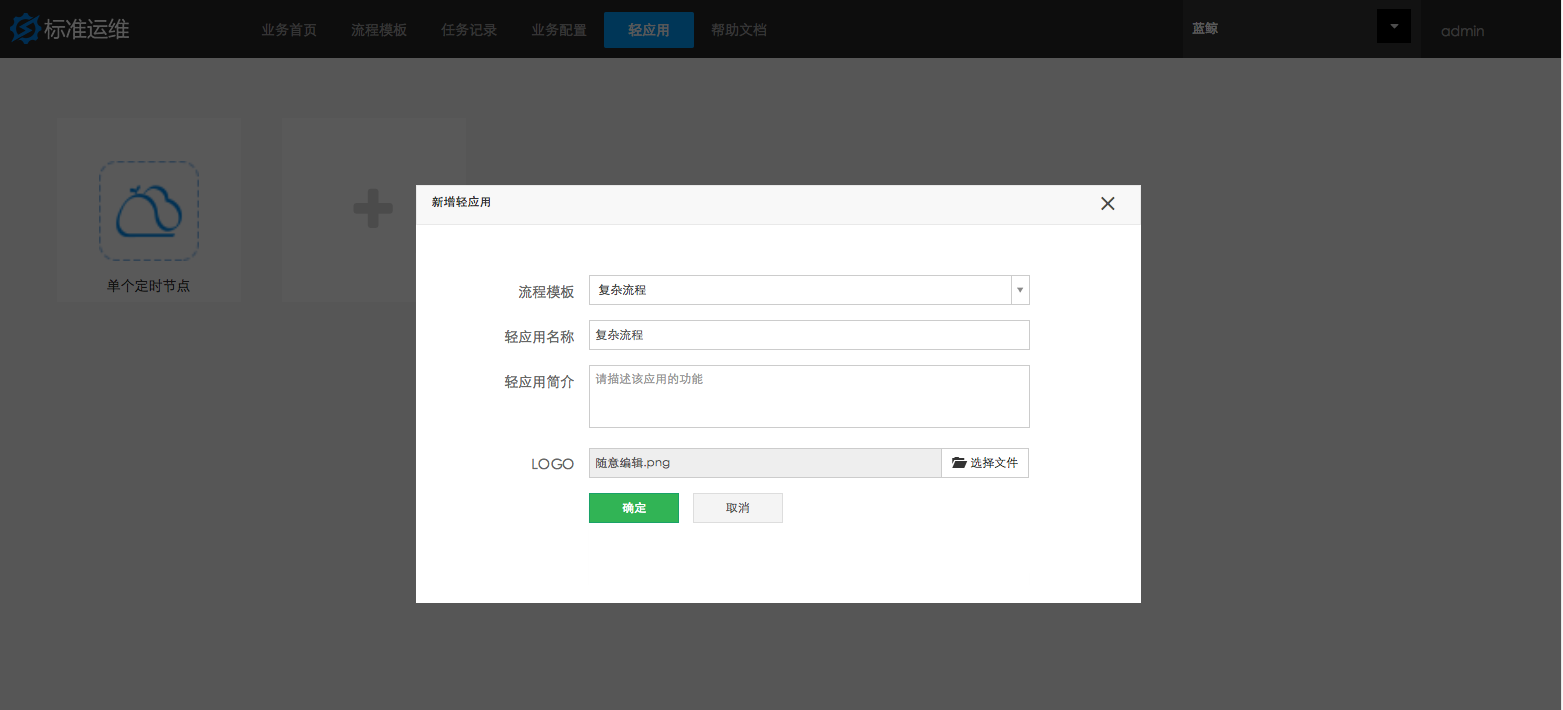 标准运维
业务首页
流程模板
任务记录
业务配置
轻应用
帮助文档
蓝鲸
admin
单个定时节点
新增轻应用
流程模板
复杂流程
轻应用名称
复杂流程
轻应用简介
请描述该应用的功能
LOGO
随意编辑.png
选择文件
确定
取消